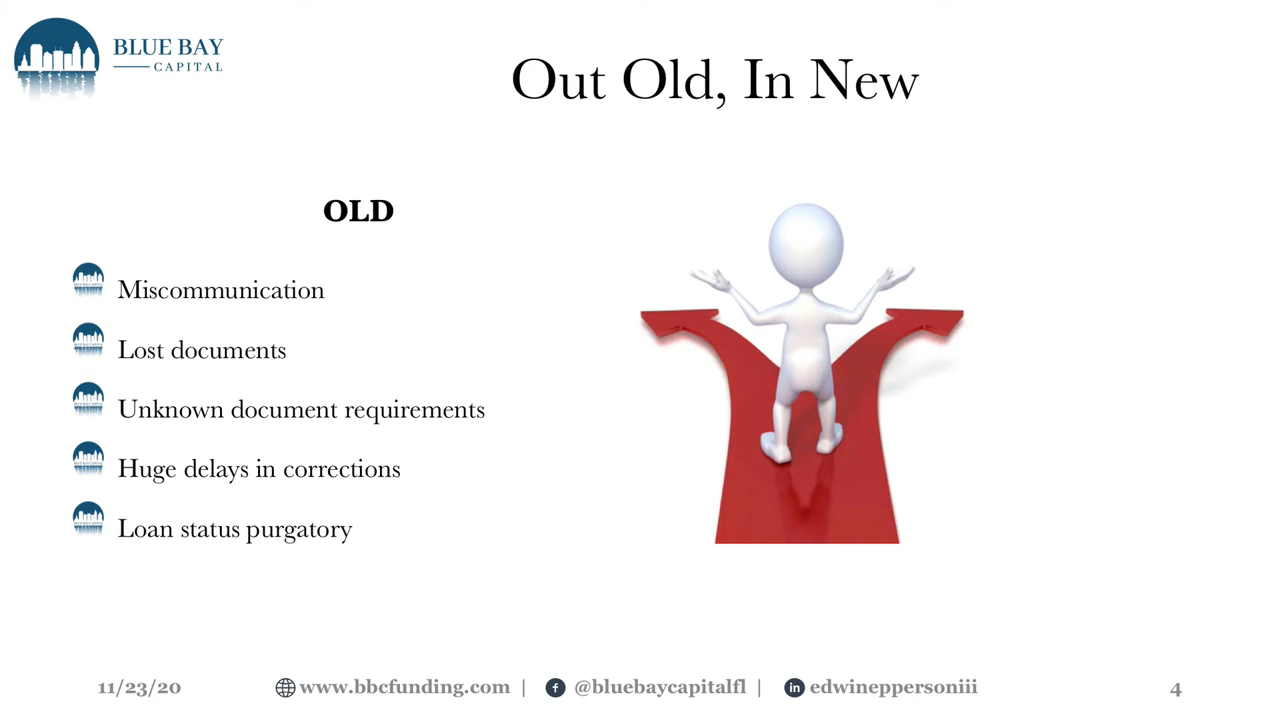 BLUE BAY
CAPITAL
Out Old, In New
OLD
Miscommunication
Lost documents
Unknown document requirements
Huge delays in corrections
Loan status purgatory
11/23/20 www.bbcfunding.com | @bluebaycapitalfl | edwineppersoniii 4